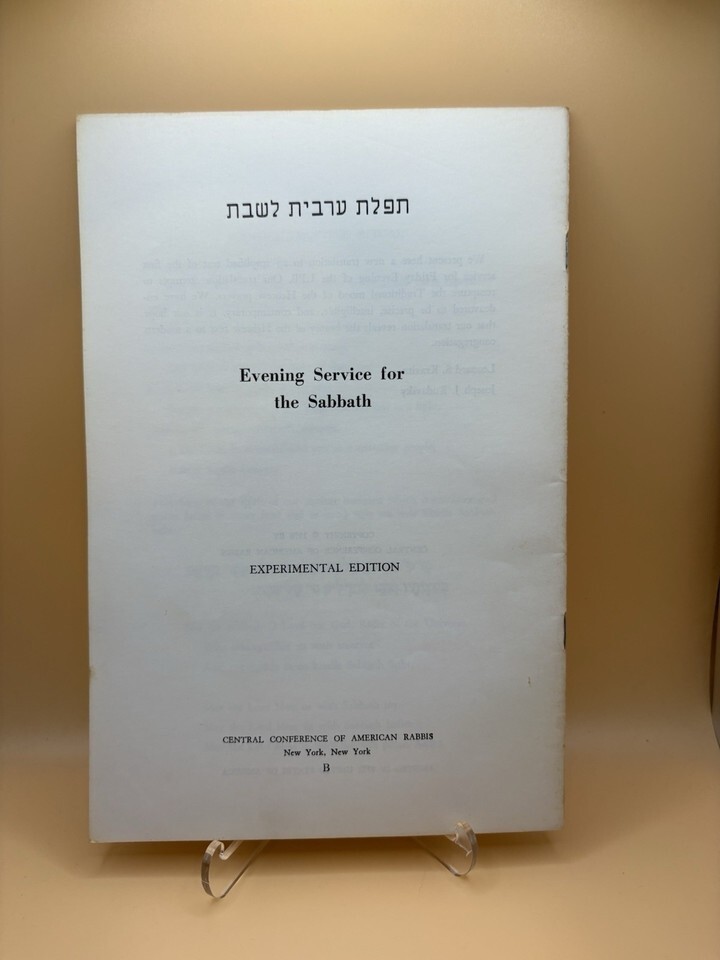 תפלת ערבית לשבת
Evening Service for
the Sabbath
EXPERIMENTAL EDITION
CENTRAL CONFERENCE OF AMERICAN RABBIS
New York, New York
B